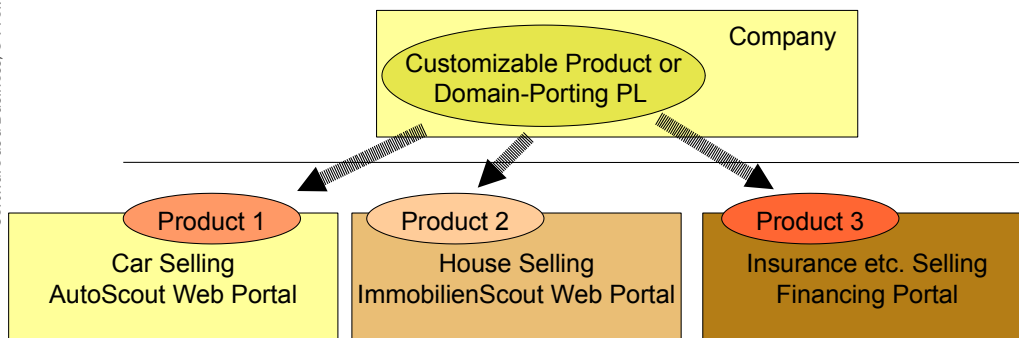 Company
Customizable Product or
Domain-Porting PL
Product 1
Product 2
Product 3
Car Selling
AutoScout Web Portal
House Selling
ImmobilienScout Web Portal
Insurance etc. Selling
Financing Portal